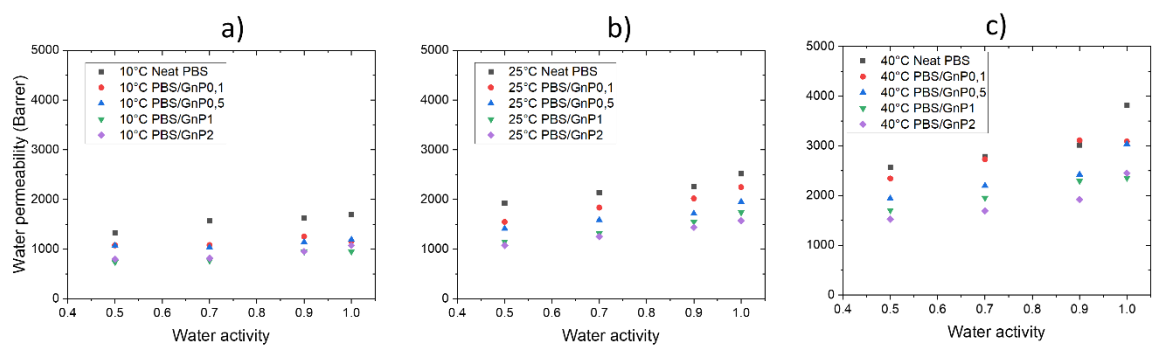 a)
5000
4000
3000
2000
1000
0
Water permeability (Barrer)
10°C Neat PBS
10°C PBS/GnP0,1
10°C PBS/GnP0,5
10°C PBS/GnP1
10°C PBS/GnP2
0.4 0.5 0.6 0.7 0.8 0.9 1.0
Water activity
b)
5000
4000
3000
2000
1000
0
25°C Neat PBS
25°C PBS/GnP0,1
25°C PBS/GnP0,5
25°C PBS/GnP1
25°C PBS/GnP2
0.4 0.5 0.6 0.7 0.8 0.9 1.0
Water activity
c)
5000
4000
3000
2000
1000
0
40°C Neat PBS
40°C PBS/GnP0,1
40°C PBS/GnP0,5
40°C PBS/GnP1
40°C PBS/GnP2
0.4 0.5 0.6 0.7 0.8 0.9 1.0
Water activity